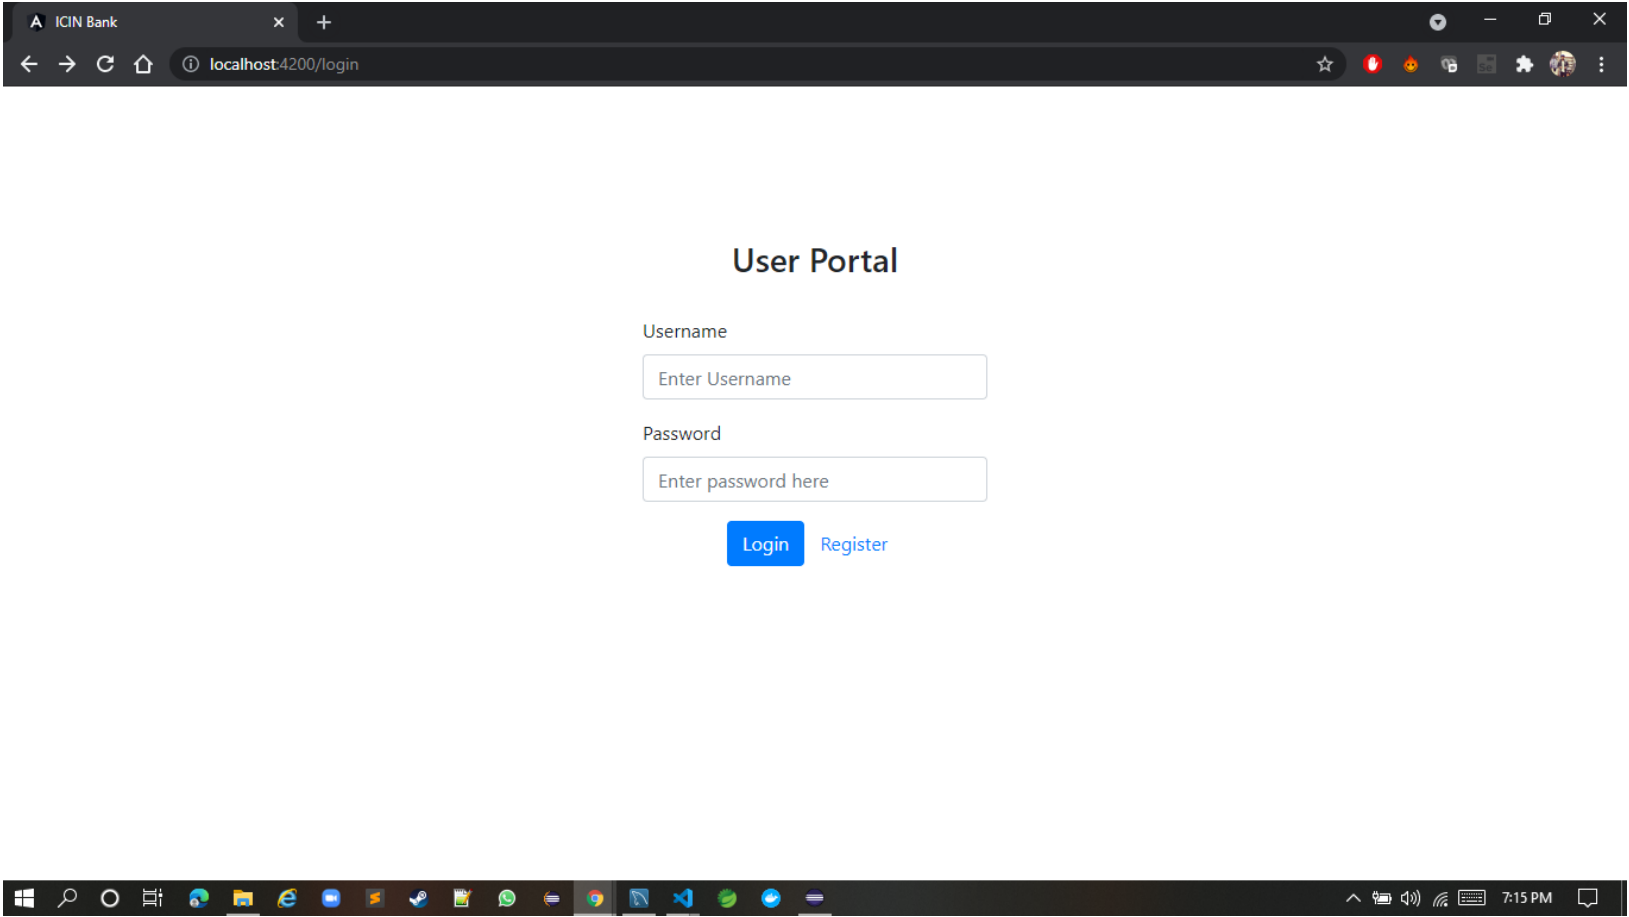 ICIN Bank
localhost:4200/login
User Portal
Username
Enter Username
Password
Enter password here
Login Register
7:15 PM